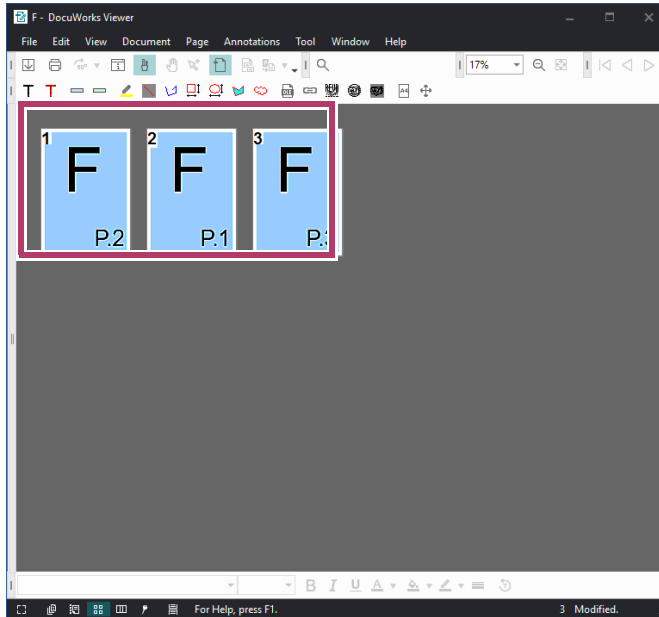 F - DocuWorks Viewer
File Edit View Document Page Annotations Tool Window Help
17%
T T
1 2 3
F F F
P.2 P.1 P.3
B I U A
For Help, press F1. 3 Modified.